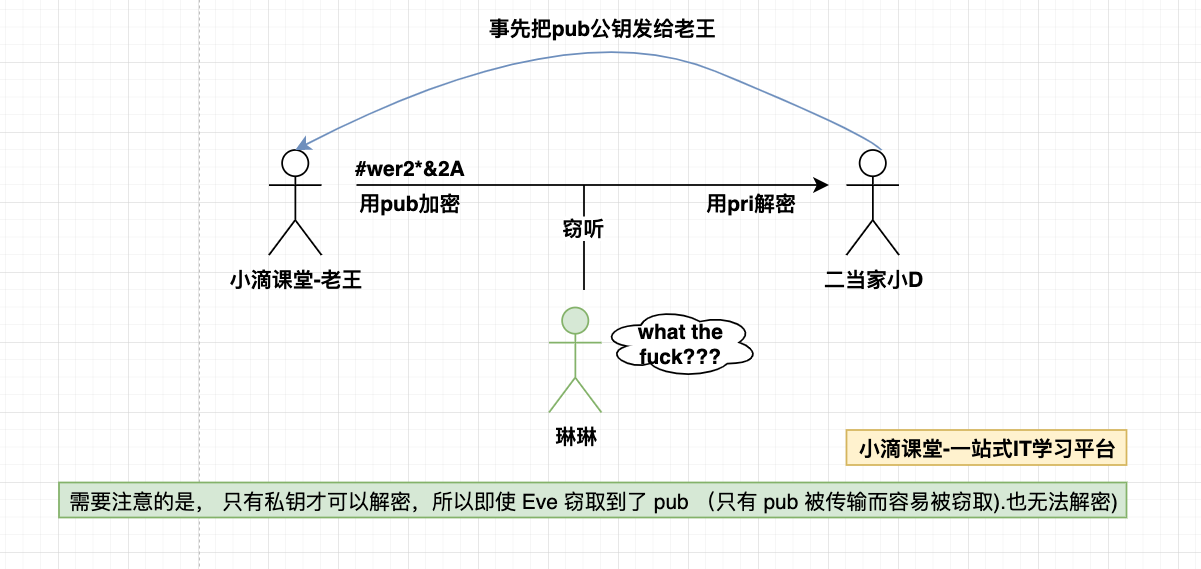 事先把pub公钥发给老王
#wer2*&2A
用pub加密
用pri解密
窃听
小滴课堂-老王
二当家小D
what the
fuck???
琳琳
小滴课堂-一站式IT学习平台
需要注意的是， 只有私钥才可以解密，所以即使 Eve 窃取到了 pub （只有 pub 被传输而容易被窃取).也无法解密)